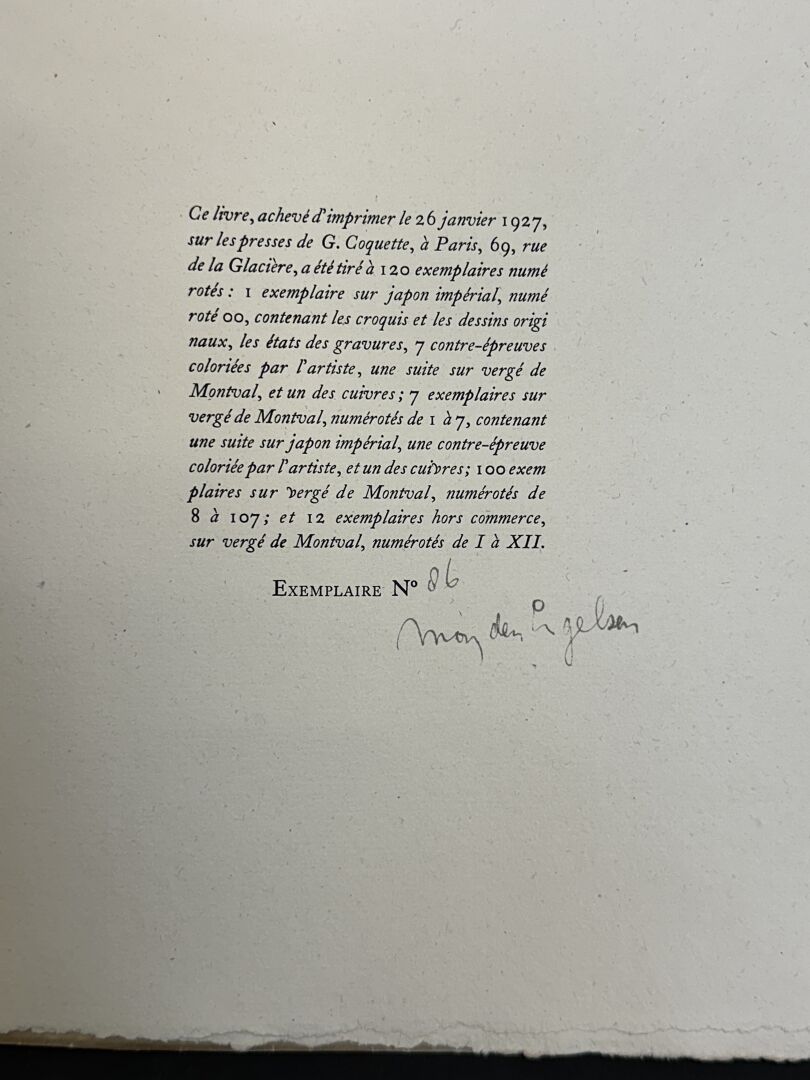 Ce livre, achevé d'imprimer le 26 janvier 1927,
sur les presses de G. Coquette, à Paris, 69, rue
de la Glacière, a été tiré à 120 exemplaires numé
rotés : 1 exemplaire sur japon impérial, numé
roté 00, contenant les croquis et les dessins origi
naux, les états des gravures, 7 contre-épreuves
coloriées par l'artiste, une suite sur vergé de
Montval, et un des cuivres ; 7 exemplaires sur
vergé de Montval, numérotés de 1 à 7, contenant
une suite sur japon impérial, une contre-épreuve
coloriée par l'artiste, et un des cuivres; 100 exem
plaires sur vergé de Montval, numérotés de
8 à 107; et 12 exemplaires hors commerce,
sur vergé de Montval, numérotés de I à XII.
EXEMPLAIRE Nº 86
den Engelsen